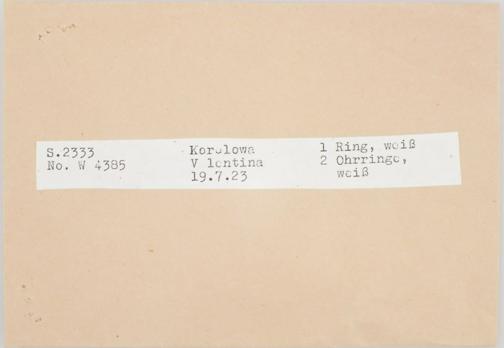 S.2333 Korolowa 1 Ring, weiß
No. W 4385 V lentina 2 Ohrringe,
19.7.23 weiß